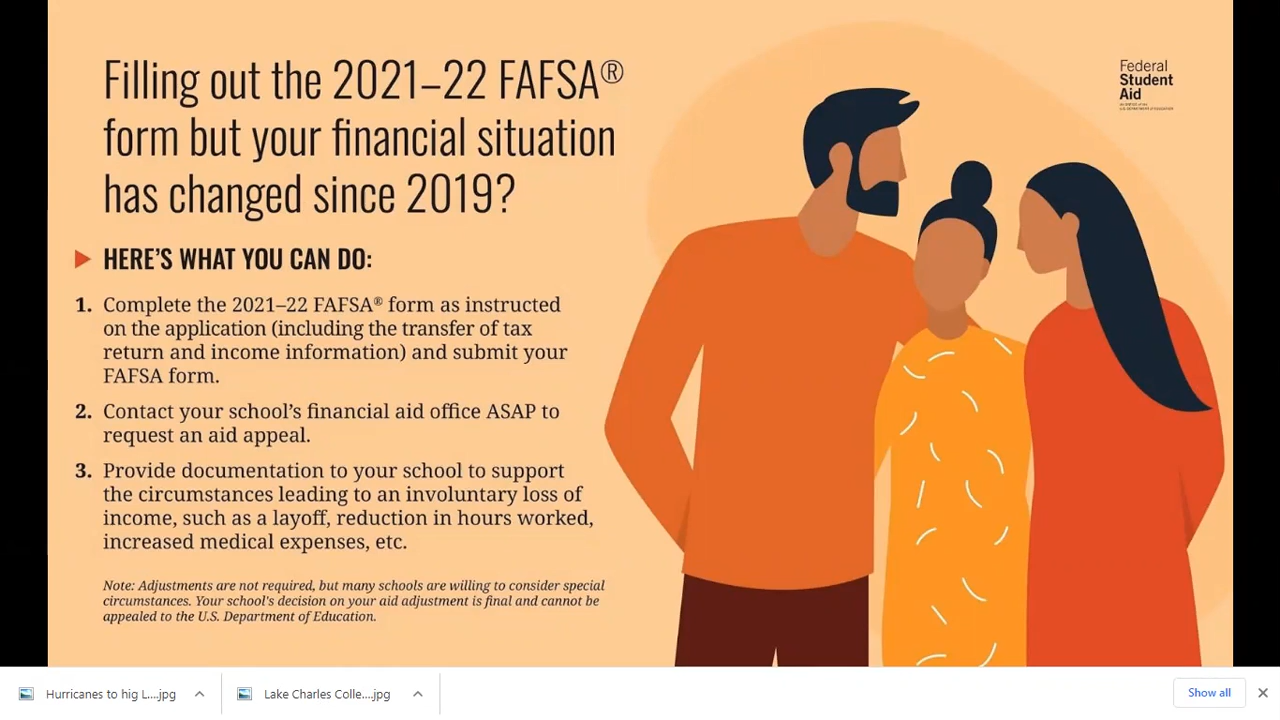 Filling out the 2021–22 FAFSA®
form but your financial situation
has changed since 2019?
HERE'S WHAT YOU CAN DO:
1. Complete the 2021–22 FAFSA® form as instructed
on the application (including the transfer of tax
return and income information) and submit your
FAFSA form.
2. Contact your school's financial aid office ASAP to
request an aid appeal.
3. Provide documentation to your school to support
the circumstances leading to an involuntary loss of
income, such as a layoff, reduction in hours worked,
increased medical expenses, etc.
Note: Adjustments are not required, but many schools are willing to consider special
circumstances. Your school's decision on your aid adjustment is final and cannot be
appealed to the U.S. Department of Education.
Federal
Student
Aid
Hurricanes to hig L....jpg
Lake Charles Colle....jpg
Show all